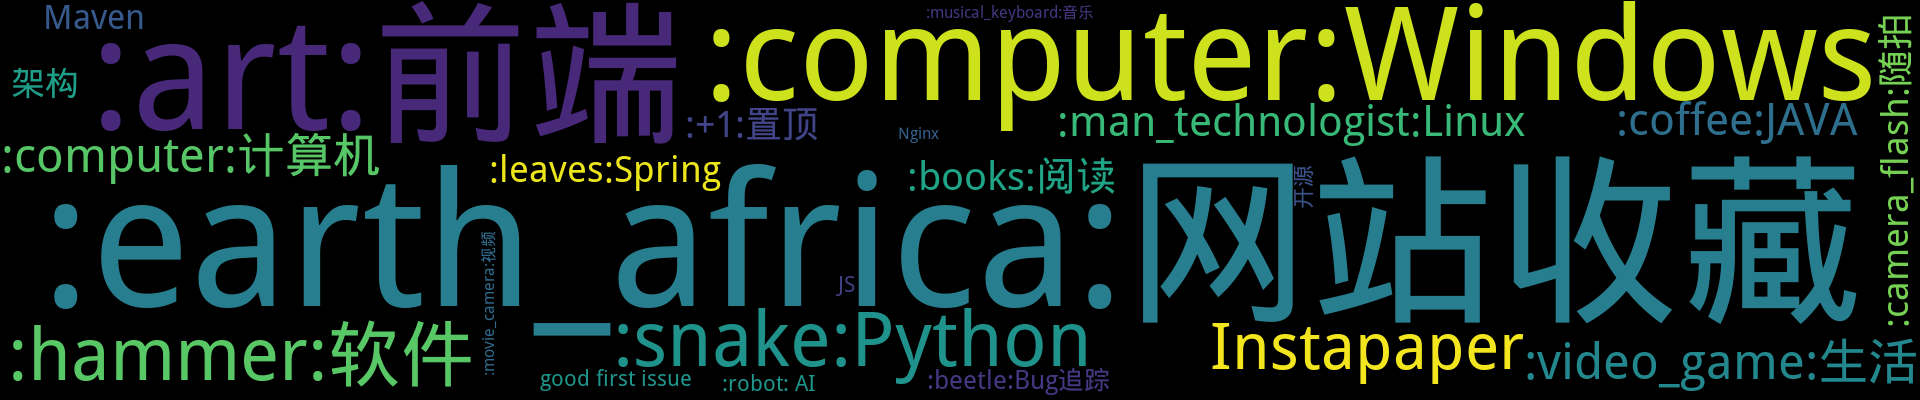 Maven
:musical_keyboard:音乐
:art:前端
:computer:Windows
:camera_flash:随拍
架构
:+1:置顶
Nginx
:man_technologist:Linux
:coffee:JAVA
:computer:计算机
:leaves:Spring
:books:阅读
开源
:earth_africa:网站收藏
:movie_camera:视频
JS
:hammer:软件
:snake:Python
Instapaper
:video_game:生活
good first issue
:robot: AI
:beetle:Bug追踪